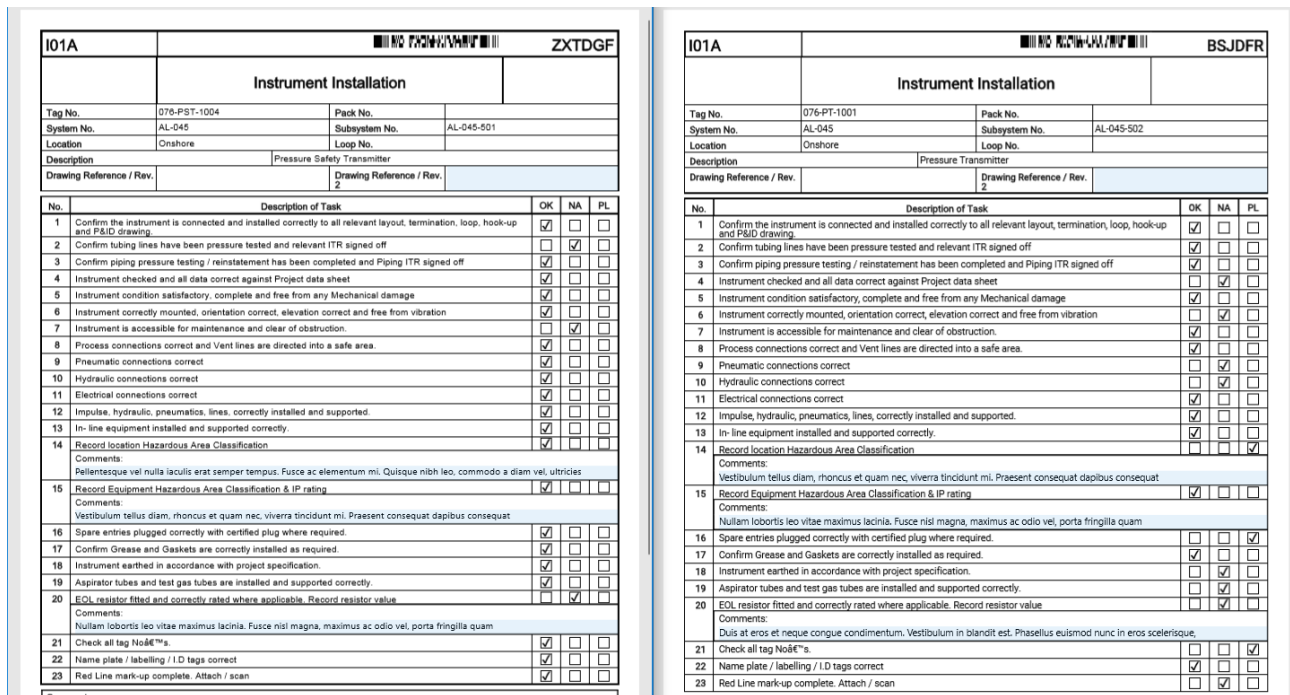 I01A ZXTDGF
Instrument Installation
Tag No. 076-PST-1004 Pack No.
System No. AL-045 Subsystem No. AL-045-501
Location Onshore Loop No.
Description Pressure Safety Transmitter
Drawing Reference / Rev. Drawing Reference / Rev.
2
No. Description of Task OK NA PL
1 Confirm the instrument is connected and installed correctly to all relevant layout, termination, loop, hook-up
and P&ID drawing.
2 Confirm tubing lines have been pressure tested and relevant ITR signed off
3 Confirm piping pressure testing / reinstatement has been completed and Piping ITR signed off
4 Instrument checked and all data correct against Project data sheet
5 Instrument condition satisfactory, complete and free from any Mechanical damage
6 Instrument correctly mounted, orientation correct, elevation correct and free from vibration
7 Instrument is accessible for maintenance and clear of obstruction.
8 Process connections correct and Vent lines are directed into a safe area.
9 Pneumatic connections correct
10 Hydraulic connections correct
11 Electrical connections correct
12 Impulse, hydraulic, pneumatics, lines, correctly installed and supported.
13 In- line equipment installed and supported correctly.
14 Record location Hazardous Area Classification
Comments:
Pellentesque vel nulla iaculis erat semper tempus. Fusce ac elementum mi. Quisque nibh leo, commodo a diam vel, ultricies
15 Record Equipment Hazardous Area Classification & IP rating
Comments:
Vestibulum tellus diam, rhoncus et quam nec, viverra tincidunt mi. Praesent consequat dapibus consequat
16 Spare entries plugged correctly with certified plug where required.
17 Confirm Grease and Gaskets are correctly installed as required.
18 Instrument earthed in accordance with project specification.
19 Aspirator tubes and test gas tubes are installed and supported correctly.
20 EOL resistor fitted and correctly rated where applicable. Record resistor value
Comments:
Nullam lobortis leo vitae maximus lacinia. Fusce nisl magna, maximus ac odio vel, porta fringilla quam
21 Check all tag Noâ€™s.
22 Name plate / labelling / I.D tags correct
23 Red Line mark-up complete. Attach / scan
I01A BSJDFR
Instrument Installation
Tag No. 076-PT-1001 Pack No.
System No. AL-045 Subsystem No. AL-045-502
Location Onshore Loop No.
Description Pressure Transmitter
Drawing Reference / Rev. Drawing Reference / Rev.
2
No. Description of Task OK NA PL
1 Confirm the instrument is connected and installed correctly to all relevant layout, termination, loop, hook-up
and P&ID drawing.
2 Confirm tubing lines have been pressure tested and relevant ITR signed off
3 Confirm piping pressure testing / reinstatement has been completed and Piping ITR signed off
4 Instrument checked and all data correct against Project data sheet
5 Instrument condition satisfactory, complete and free from any Mechanical damage
6 Instrument correctly mounted, orientation correct, elevation correct and free from vibration
7 Instrument is accessible for maintenance and clear of obstruction.
8 Process connections correct and Vent lines are directed into a safe area.
9 Pneumatic connections correct
10 Hydraulic connections correct
11 Electrical connections correct
12 Impulse, hydraulic, pneumatics, lines, correctly installed and supported.
13 In- line equipment installed and supported correctly.
14 Record location Hazardous Area Classification
Comments:
Vestibulum tellus diam, rhoncus et quam nec, viverra tincidunt mi. Praesent consequat dapibus consequat
15 Record Equipment Hazardous Area Classification & IP rating
Comments:
Nullam lobortis leo vitae maximus lacinia. Fusce nisl magna, maximus ac odio vel, porta fringilla quam
16 Spare entries plugged correctly with certified plug where required.
17 Confirm Grease and Gaskets are correctly installed as required.
18 Instrument earthed in accordance with project specification.
19 Aspirator tubes and test gas tubes are installed and supported correctly.
20 EOL resistor fitted and correctly rated where applicable. Record resistor value
Comments:
Duis at eros et neque congue condimentum. Vestibulum in blandit est. Phasellus euismod nunc in eros scelerisque,
21 Check all tag Noâ€™s.
22 Name plate / labelling / I.D tags correct
23 Red Line mark-up complete. Attach / scan